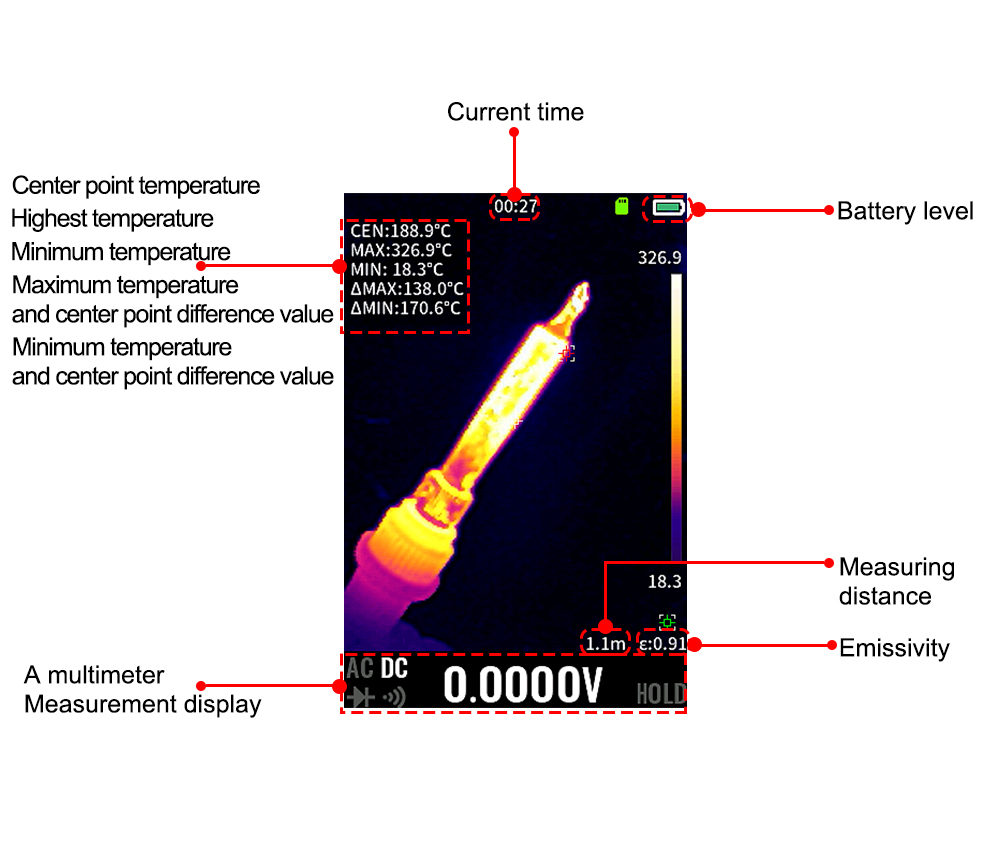 Current time
Center point temperature
Highest temperature
Minimum temperature
Maximum temperature
and center point difference value
Minimum temperature
and center point difference value
00:27
Battery level
CEN:188.9°C
MAX:326.9°C
MIN: 18.3°C
ΔMAX:138.0°C
ΔMIN:170.6°C
326.9
18.3
Measuring
distance
1.1m
ε:0.91
Emissivity
A multimeter
Measurement display
AC DC
0.0000V
HOLD